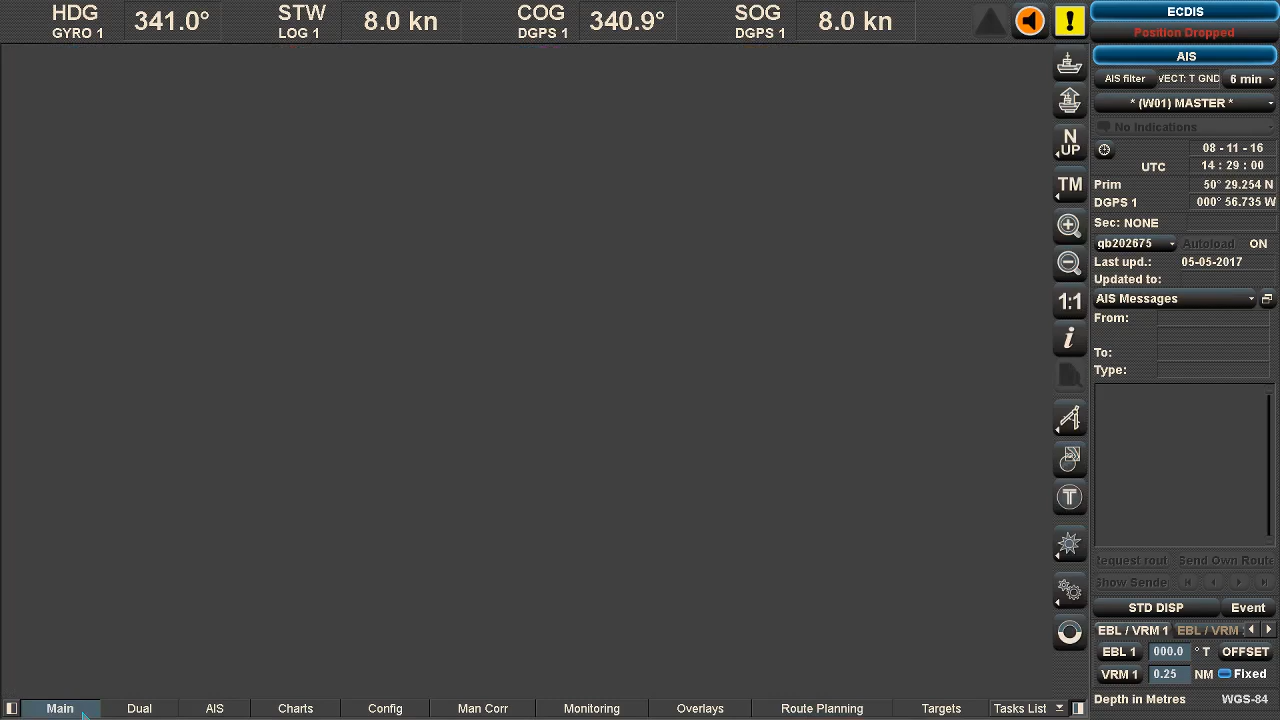 HDG 341.0° STW 8.0 kn COG 340.9° SOG 8.0 kn
GYRO 1 LOG 1 DGPS 1 DGPS 1
ECDIS
Position Dropped
AIS
AIS filter VECT: T GND 6 min
* (W01) MASTER *
No Indications
08 - 11 - 16
UTC 14 : 29 : 00
Prim 50° 29.254 N
DGPS 1 000° 56.735 W
Sec: NONE
gb202675 Autoload ON
Last upd.: 05-05-2017
Updated to:
AIS Messages
From:
To:
Type:
Request rout Send Own Route
Show Sende
STD DISP Event
EBL / VRM 1 EBL / VRM
EBL 1 000.0 ° T OFFSET
VRM 1 0.25 NM Fixed
Depth in Metres WGS-84
N
UP
TM
1:1
i
T
Main Dual AIS Charts Config Man Corr Monitoring Overlays Route Planning Targets Tasks List